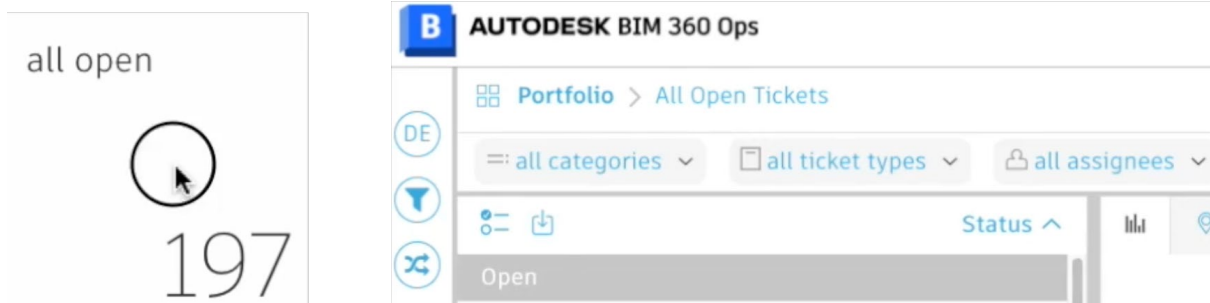 all open
197
B AUTODESK BIM 360 Ops
Portfolio > All Open Tickets
DE
all categories all ticket types all assignees
Status
Open